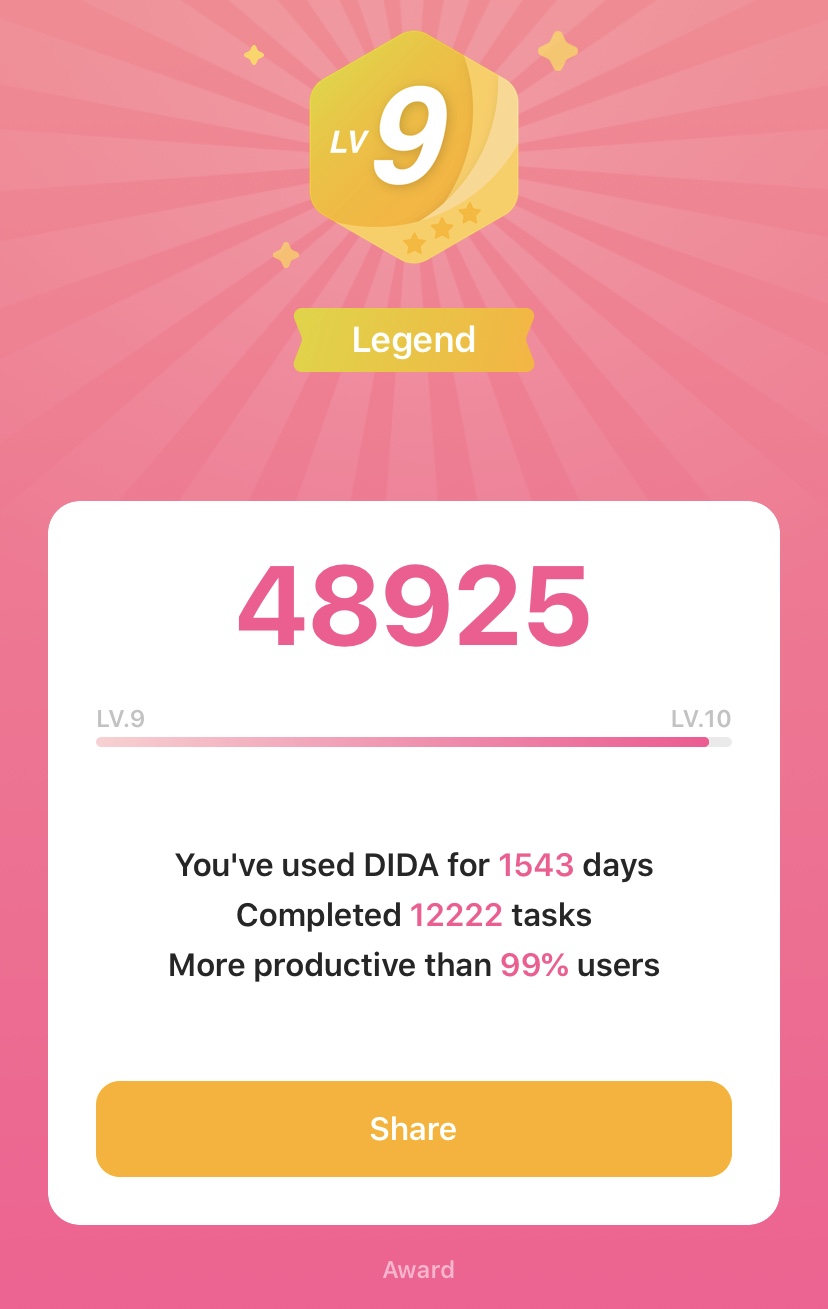 LV 9
Legend
48925
LV.9 LV.10
You've used DIDA for 1543 days
Completed 12222 tasks
More productive than 99% users
Share
Award